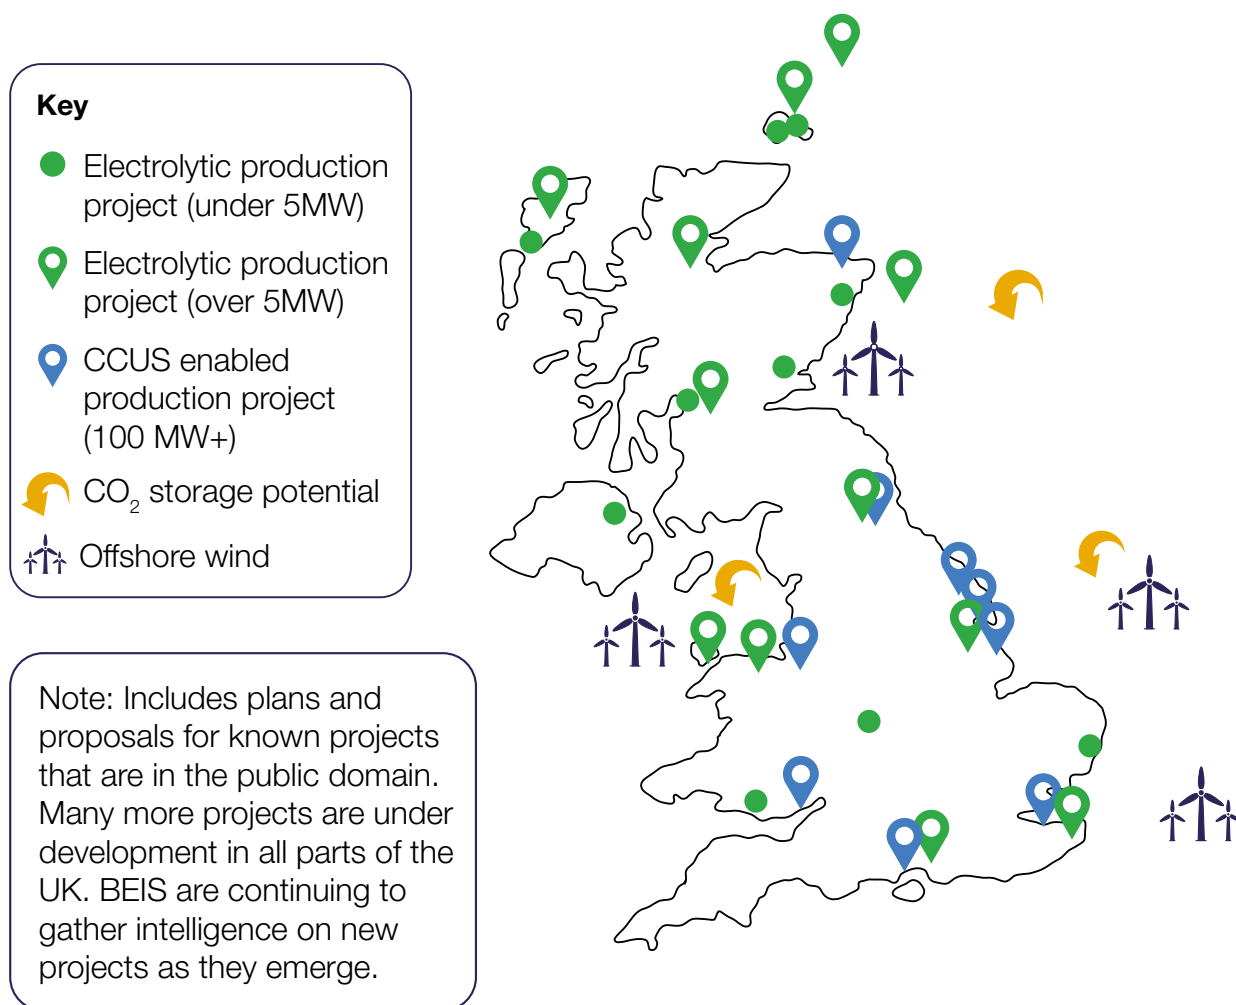 Key
Electrolytic production
project (under 5MW)
Electrolytic production
project (over 5MW)
CCUS enabled
production project
(100 MW+)
CO₂ storage potential
Offshore wind
Note: Includes plans and
proposals for known projects
that are in the public domain.
Many more projects are under
development in all parts of the
UK. BEIS are continuing to
gather intelligence on new
projects as they emerge.